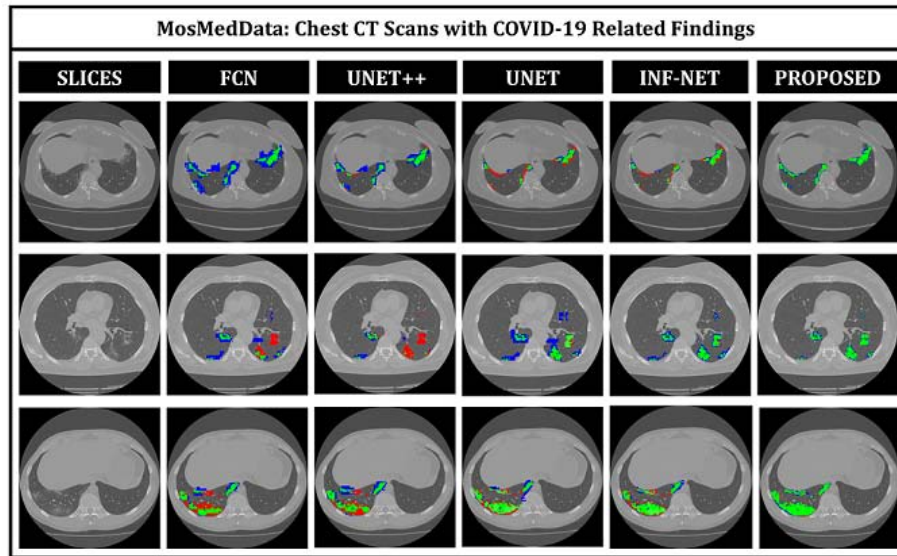 MosMedData: Chest CT Scans with COVID-19 Related Findings
SLICES FCN UNET++ UNET INF-NET PROPOSED